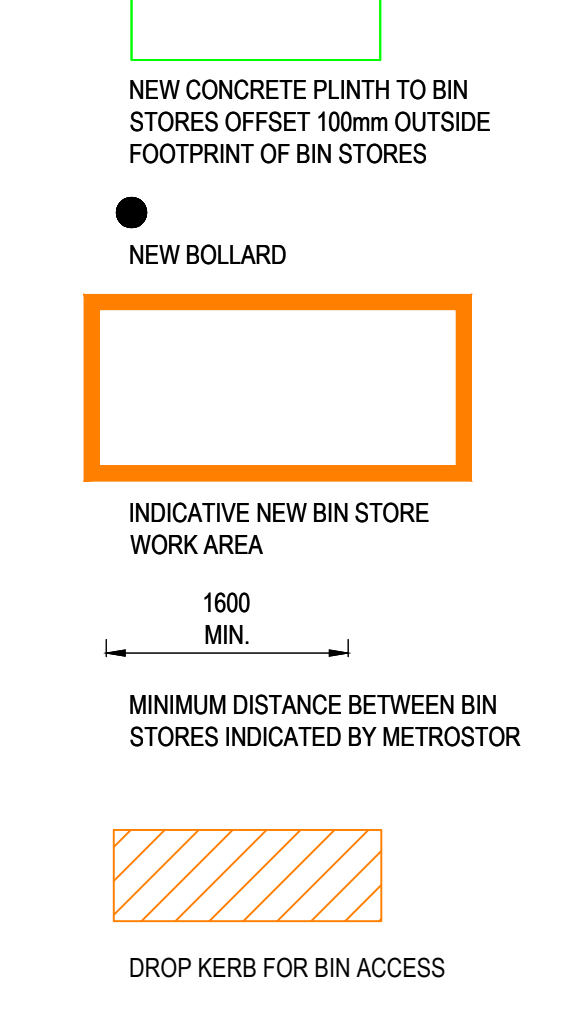 NEW CONCRETE PLINTH TO BIN
STORES OFFSET 100mm OUTSIDE
FOOTPRINT OF BIN STORES
NEW BOLLARD
INDICATIVE NEW BIN STORE
WORK AREA
1600
MIN.
MINIMUM DISTANCE BETWEEN BIN
STORES INDICATED BY METROSTOR
DROP KERB FOR BIN ACCESS